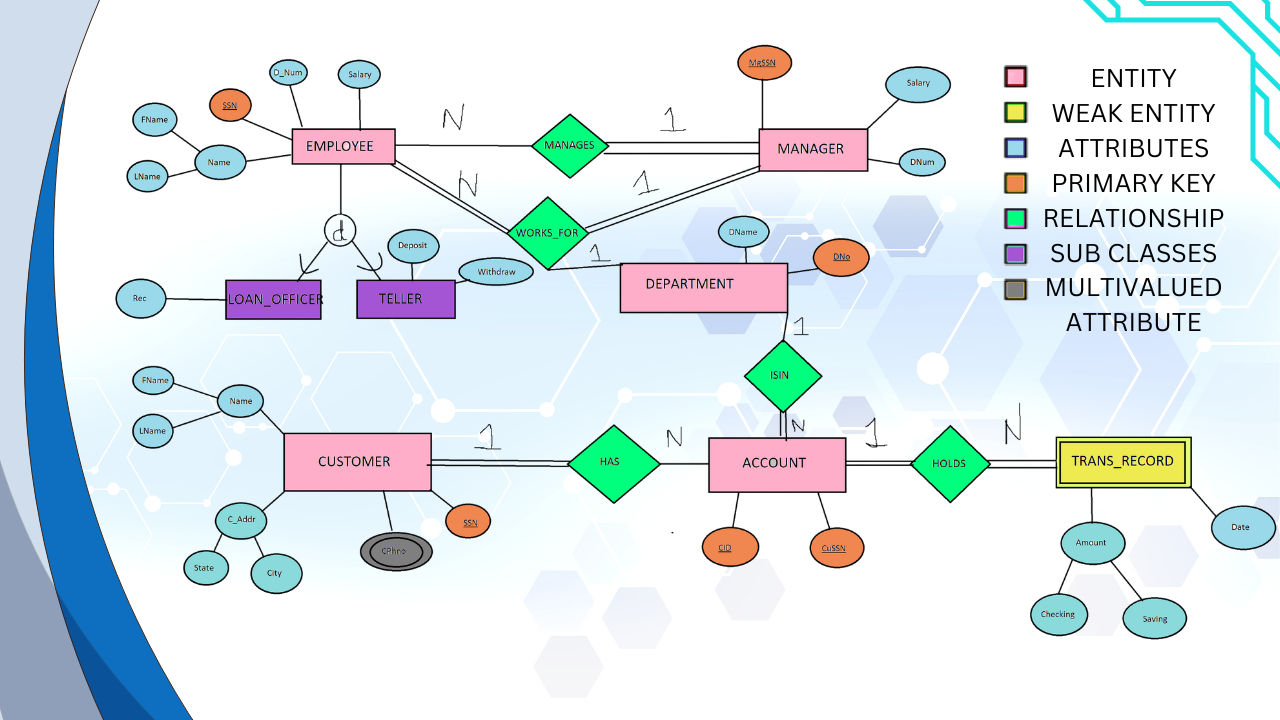 MgSSN
D_Num
Salary
Salary
SSN
FName
EMPLOYEE
N
MANAGES
1
MANAGER
Name
LName
DNum
N
1
d
WORKS_FOR
1
DName
DNo
Deposit
Withdraw
Rec
LOAN_OFFICER
TELLER
DEPARTMENT
1
ISIN
FName
Name
LName
CUSTOMER
1
HAS
N
ACCOUNT
N
1
HOLDS
N
TRANS_RECORD
C_Addr
SSN
CPhno
State
City
CID
CuSSN
Date
Amount
Checking
Saving
ENTITY
WEAK ENTITY
ATTRIBUTES
PRIMARY KEY
RELATIONSHIP
SUB CLASSES
MULTIVALUED
ATTRIBUTE